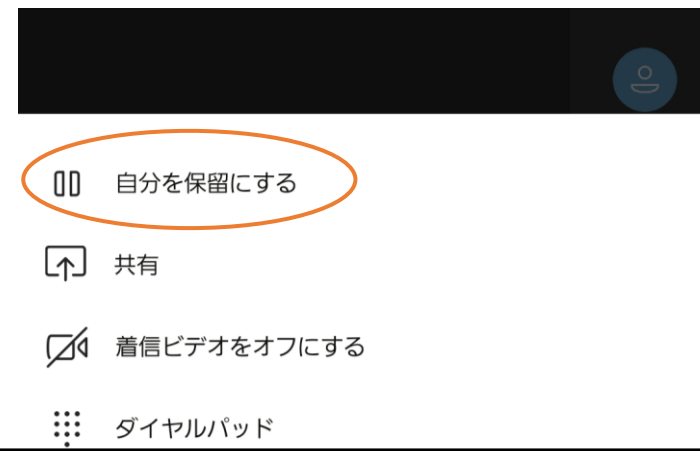 自分を保留にする
共有
着信ビデオをオフにする
ダイヤルパッド